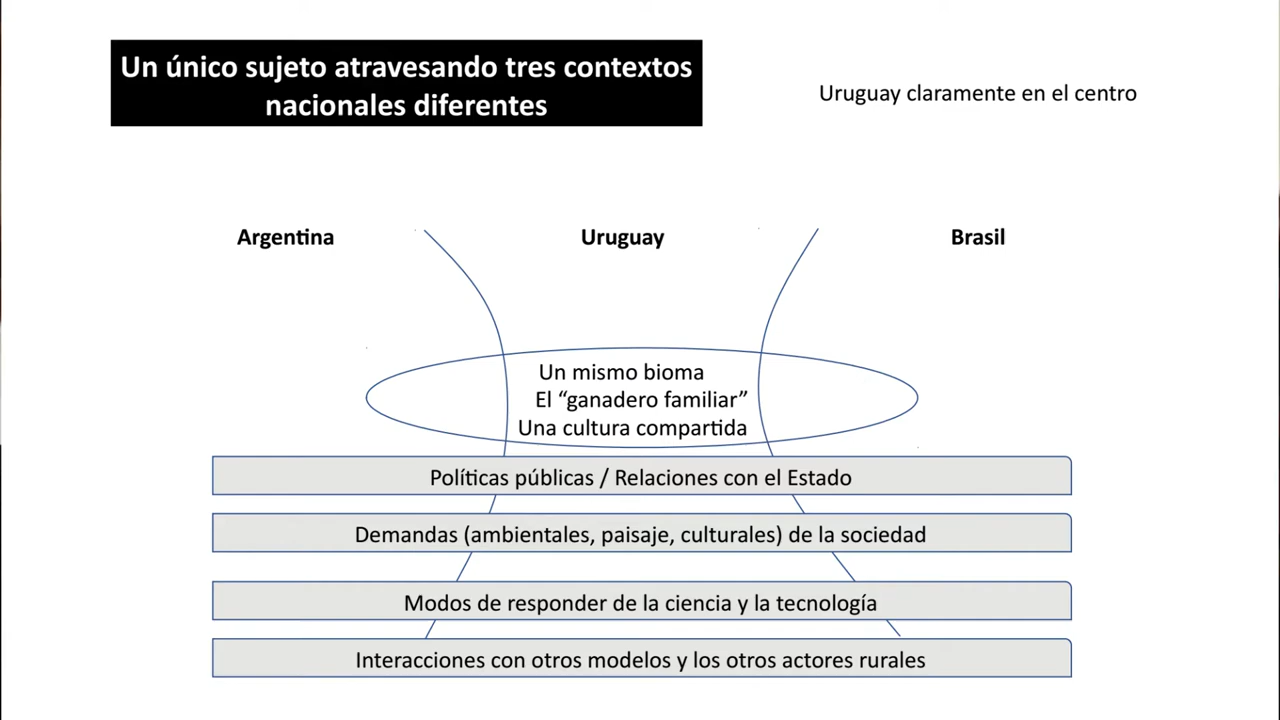 Un único sujeto atravesando tres contextos
nacionales diferentes
Uruguay claramente en el centro
Argentina
Uruguay
Brasil
Un mismo bioma
El “ganadero familiar”
Una cultura compartida
Políticas públicas / Relaciones con el Estado
Demandas (ambientales, paisaje, culturales) de la sociedad
Modos de responder de la ciencia y la tecnología
Interacciones con otros modelos y los otros actores rurales